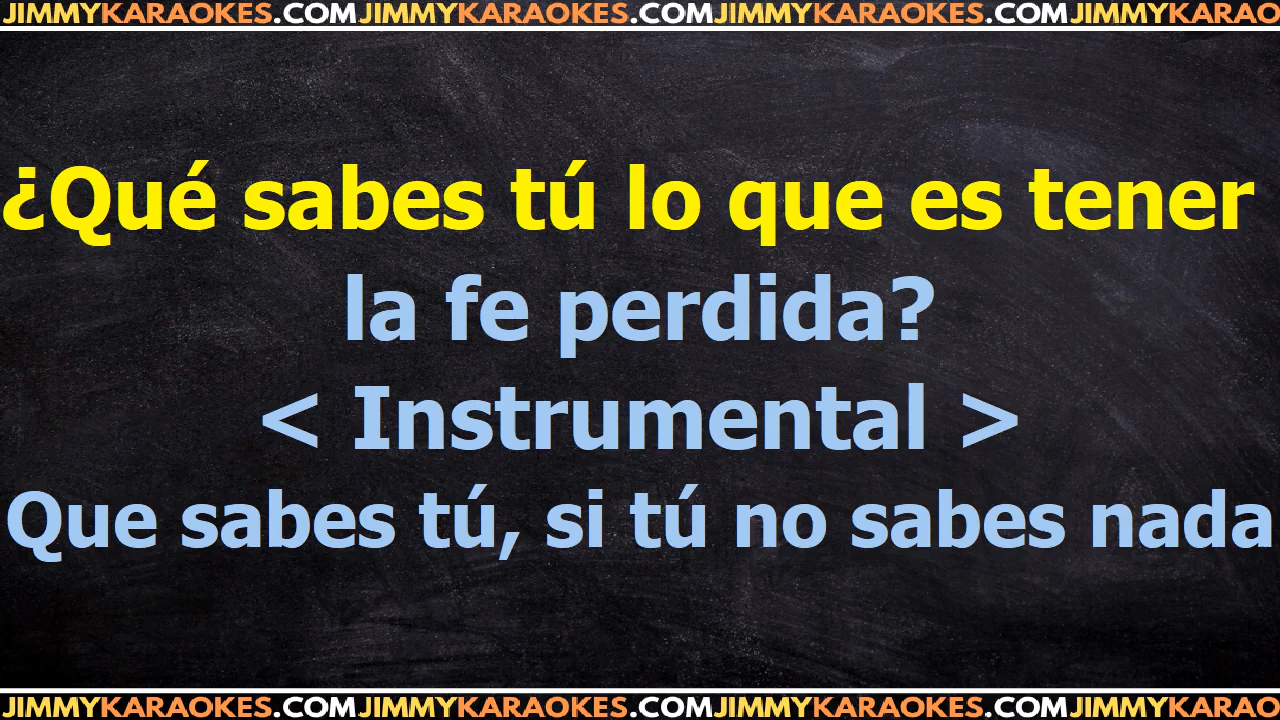 JIMMYKARAOKES.COMJIMMYKARAOKES.COMJIMMYKARAOKES.COMJIMMYKARAO
¿Qué sabes tú lo que es tener
la fe perdida?
< Instrumental >
Que sabes tú, si tú no sabes nada
JIMMYKARAOKES.COMJIMMYKARAOKES.COMJIMMYKARAOKES.COMJIMMYKARAO